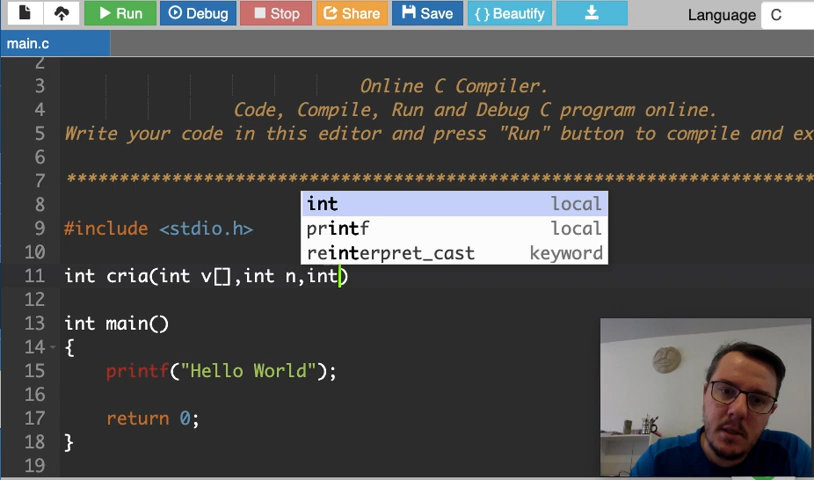 Run Debug Stop Share Save { } Beautify Language C
main.c
2
3 Online C Compiler.
4 Code, Compile, Run and Debug C program online.
5 Write your code in this editor and press "Run" button to compile and ex
6
7 *******************************************************************************
8
int local
9 #include <stdio.h>
printf local
10
reinterpret_cast keyword
11 int cria(int v[],int n,int)
12
13 int main()
14 {
15 printf("Hello World");
16
17 return 0;
18 }
19